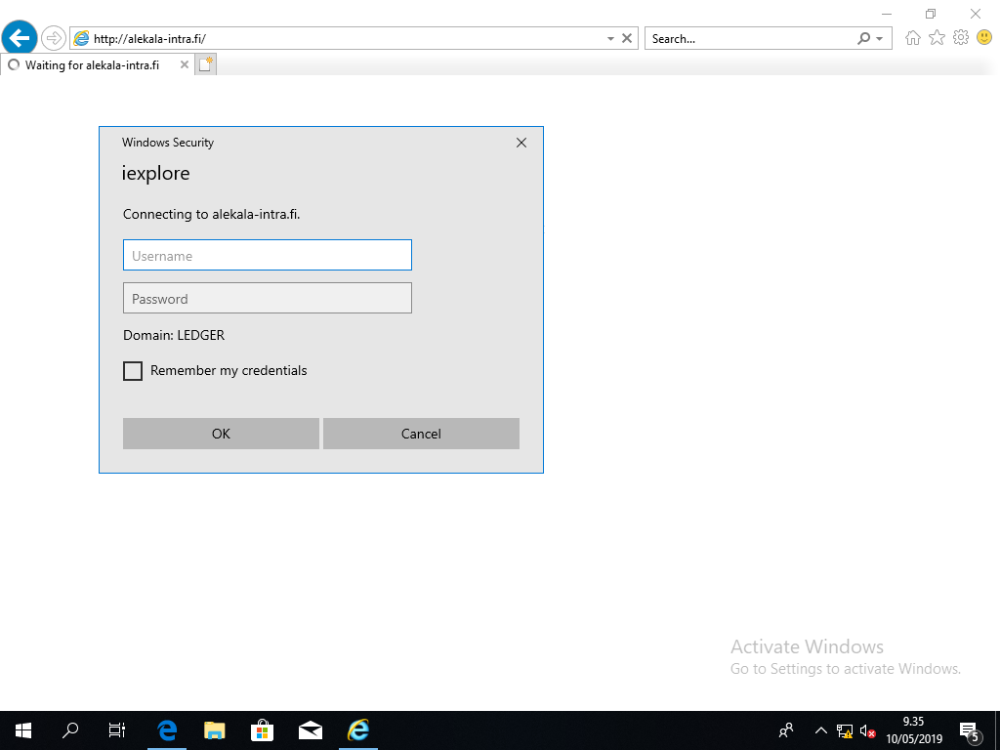 http://alekala-intra.fi/
Search...
Waiting for alekala-intra.fi
Windows Security
iexplore
Connecting to alekala-intra.fi.
Username
Password
Domain: LEDGER
Remember my credentials
OK
Cancel
Activate Windows
Go to Settings to activate Windows.
9.35
10/05/2019
5